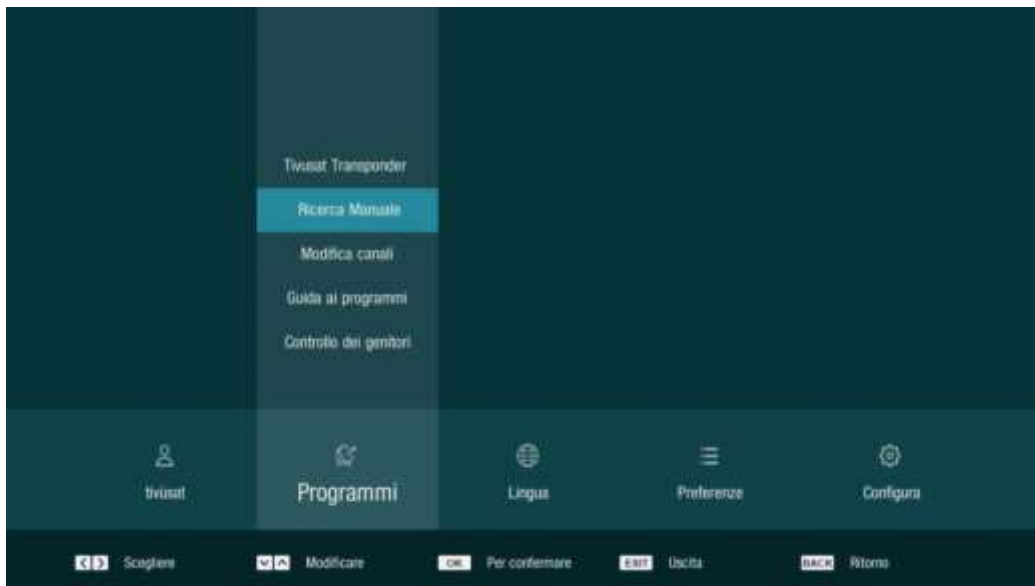 Tivusat Transponder
Ricerca Manuale
Modifica canali
Guida ai programmi
Controllo dei genitori
tivùsat Programmi Lingua Preferenze Configura
Scegliere Modificare OK Per confermare EXIT Uscita BACK Ritorno